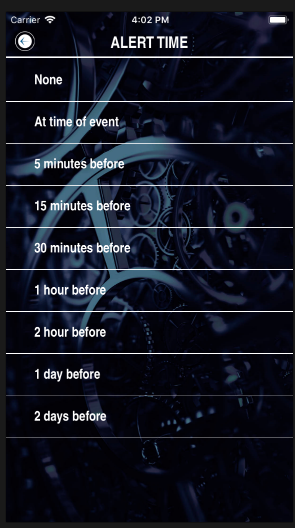 Carrier 4:02 PM
ALERT TIME
None
At time of event
5 minutes before
15 minutes before
30 minutes before
1 hour before
2 hour before
1 day before
2 days before